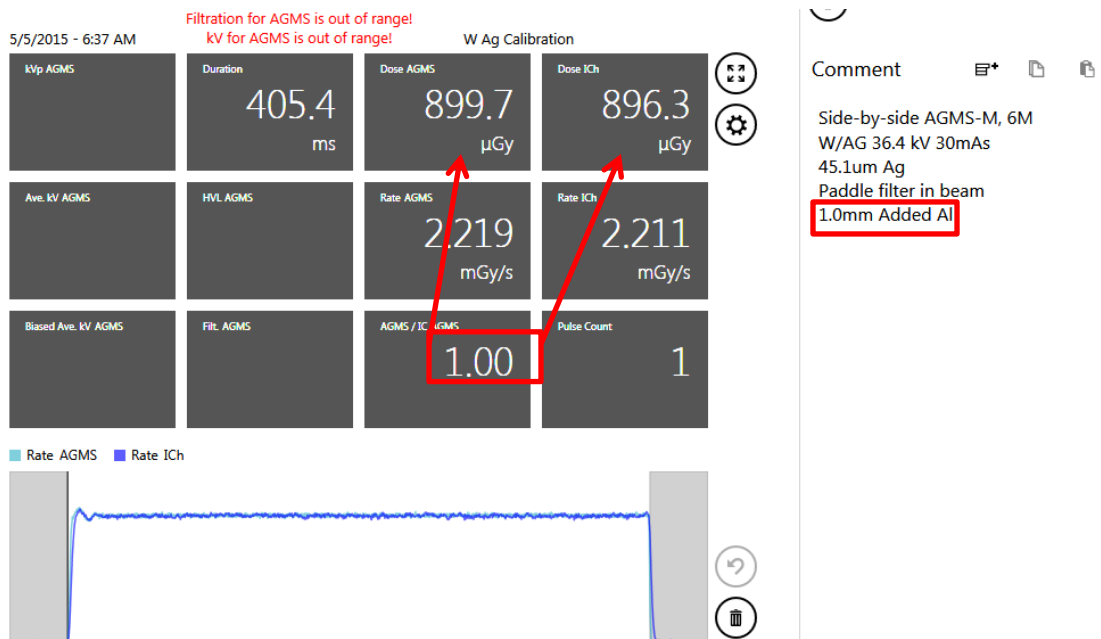 Filtration for AGMS is out of range!
5/5/2015 - 6:37 AM kV for AGMS is out of range! W Ag Calibration
kVp AGMS
Duration
405.4
ms
Dose AGMS
899.7
µGy
Dose ICh
896.3
µGy
Ave. kV AGMS
HVL AGMS
Rate AGMS
2.219
mGy/s
Rate ICh
2.211
mGy/s
Biased Ave. kV AGMS
Filt. AGMS
AGMS / IC AGMS
1.00
Pulse Count
1
Rate AGMS Rate ICh
Comment
Side-by-side AGMS-M, 6M
W/AG 36.4 kV 30mAs
45.1um Ag
Paddle filter in beam
1.0mm Added Al